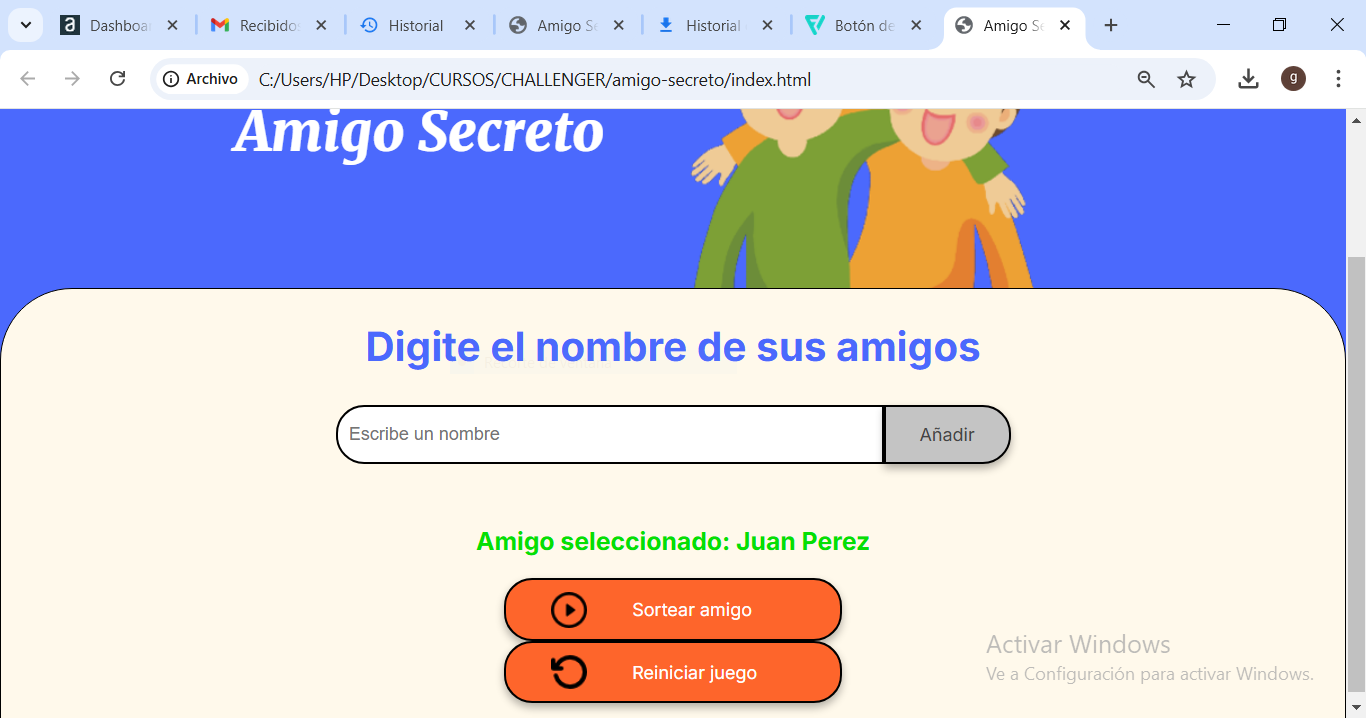 Dashboar
Recibidos
Historial
Amigo Se
Historial
Botón de
Amigo Se
Archivo
C:/Users/HP/Desktop/CURSOS/CHALLENGER/amigo-secreto/index.html
g
Amigo Secreto
Digite el nombre de sus amigos
Escribe un nombre
Añadir
Amigo seleccionado: Juan Perez
Sortear amigo
Reiniciar juego
Activar Windows
Ve a Configuración para activar Windows.